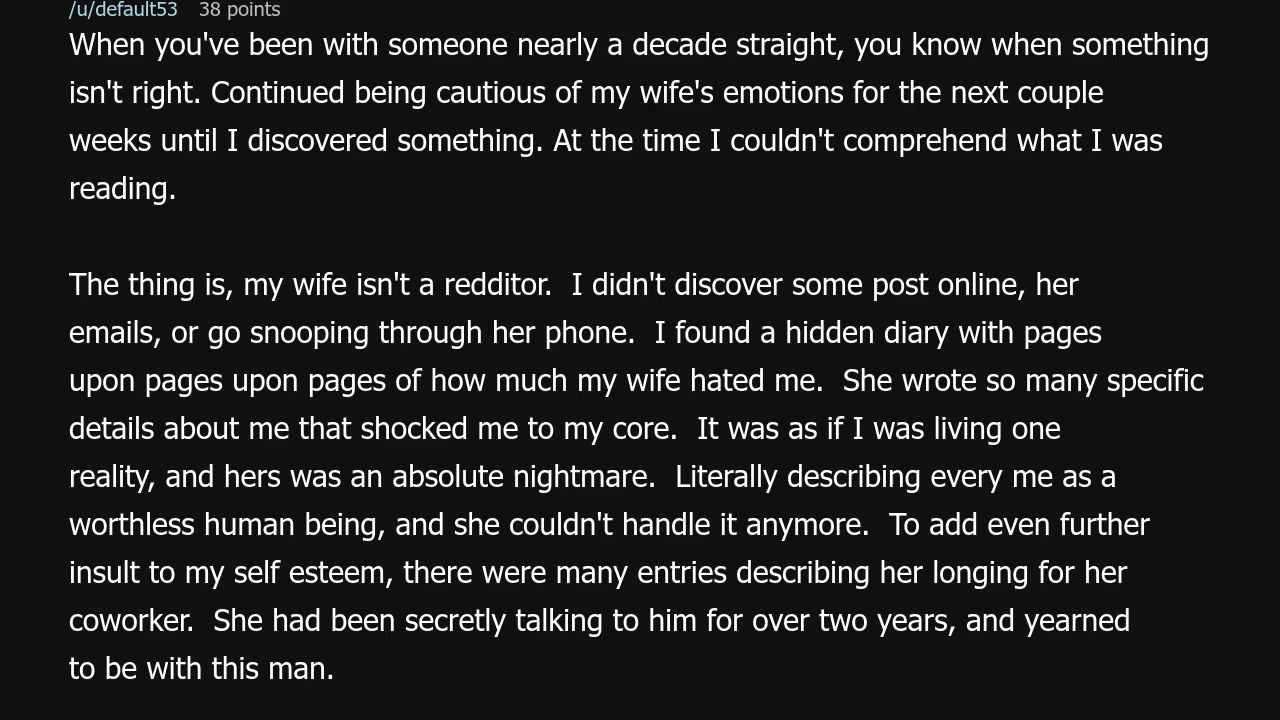 /u/default53 38 points
When you've been with someone nearly a decade straight, you know when something
isn't right. Continued being cautious of my wife's emotions for the next couple
weeks until I discovered something. At the time I couldn't comprehend what I was
reading.
The thing is, my wife isn't a redditor.  I didn't discover some post online, her
emails, or go snooping through her phone.  I found a hidden diary with pages
upon pages upon pages of how much my wife hated me.  She wrote so many specific
details about me that shocked me to my core.  It was as if I was living one
reality, and hers was an absolute nightmare.  Literally describing every me as a
worthless human being, and she couldn't handle it anymore.  To add even further
insult to my self esteem, there were many entries describing her longing for her
coworker.  She had been secretly talking to him for over two years, and yearned
to be with this man.